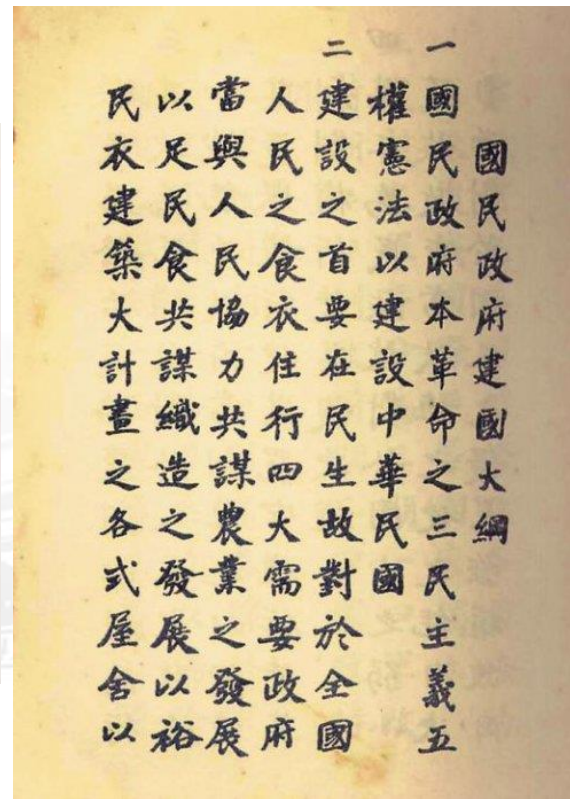 國民政府建國大綱
一 國民政府本革命之三民主義五
權憲法以建設中華民國
二 建設之首要在民生故對於全國
人民之食衣住行四大需要政府
當與人民協力共謀農業之發展
以足民食共謀織造之發展以裕
民衣建築大計畫之各式屋舍以